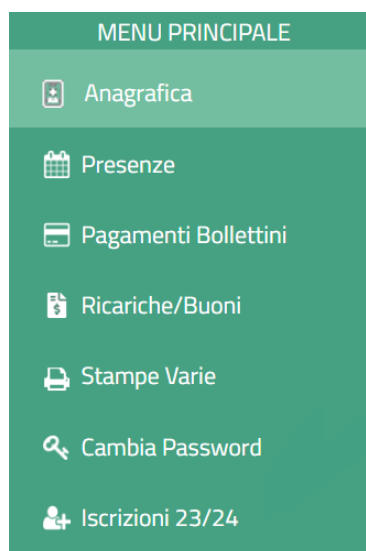 MENU PRINCIPALE
Anagrafica
Presenze
Pagamenti Bollettini
Ricariche/Buoni
Stampe Varie
Cambia Password
Iscrizioni 23/24